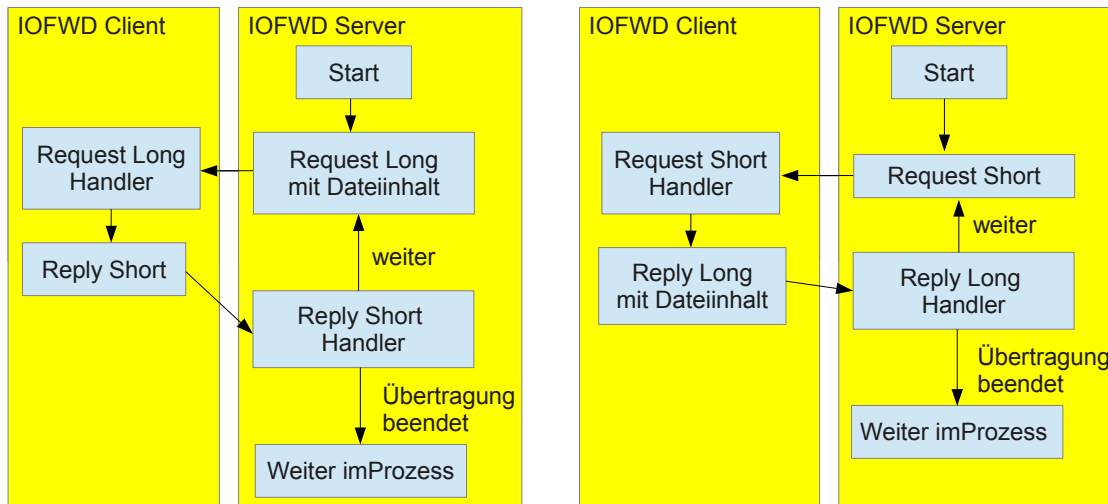 IOFWD Client
IOFWD Server
Start
Request Long
Handler
Request Long
mit Dateiinhalt
Reply Short
weiter
Reply Short
Handler
Übertragung
beendet
Weiter imProzess
IOFWD Client
IOFWD Server
Start
Request Short
Handler
Request Short
weiter
Reply Long
mit Dateiinhalt
Reply Long
Handler
Übertragung
beendet
Weiter imProzess